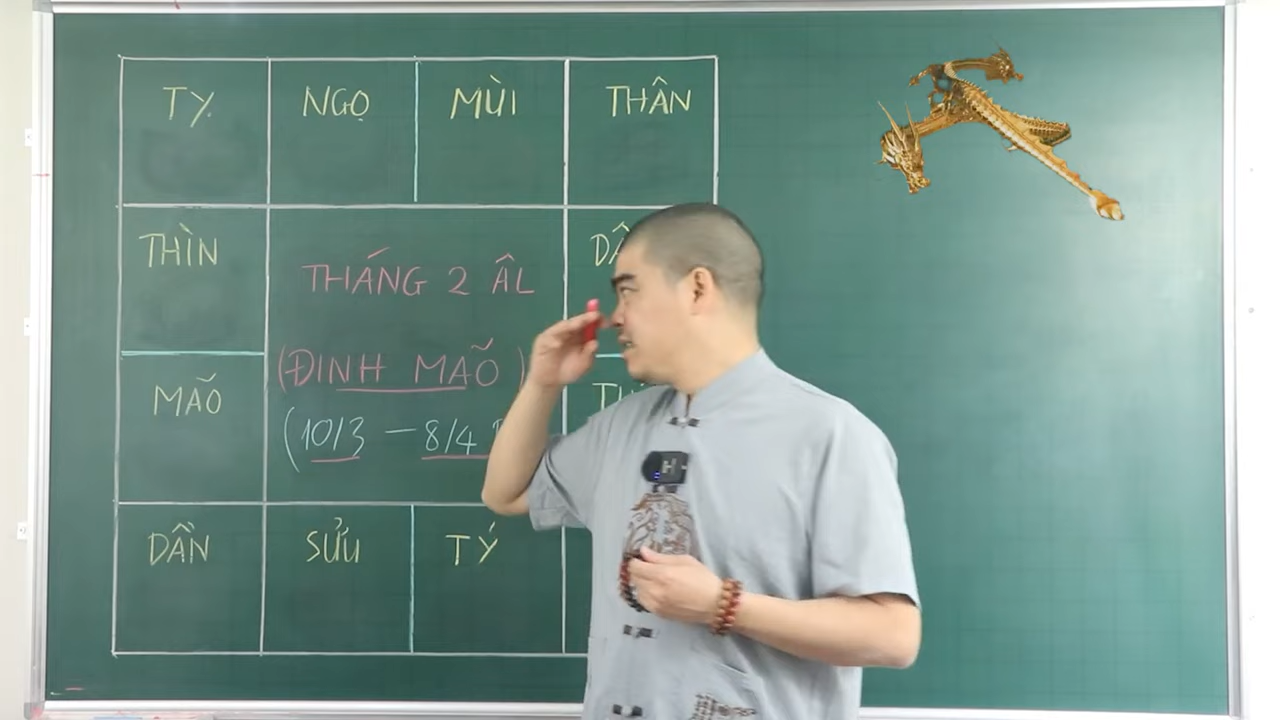 TỴ NGỌ MÙI THÂN
THÌN
THÁNG 2 ÂL
(ĐINH MÃO)
MÃO
(10/3 – 8/4
DẦN SỬU TÝ
H